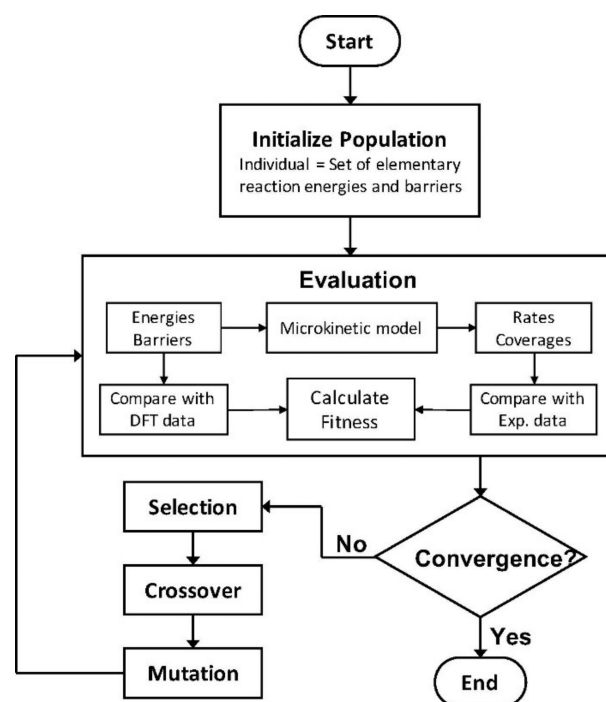 Start
Initialize Population
Individual = Set of elementary
reaction energies and barriers
Evaluation
Energies
Barriers
Microkinetic model
Rates
Coverages
Compare with
DFT data
Calculate
Fitness
Compare with
Exp. data
Convergence?
No
Selection
Crossover
Mutation
Yes
End